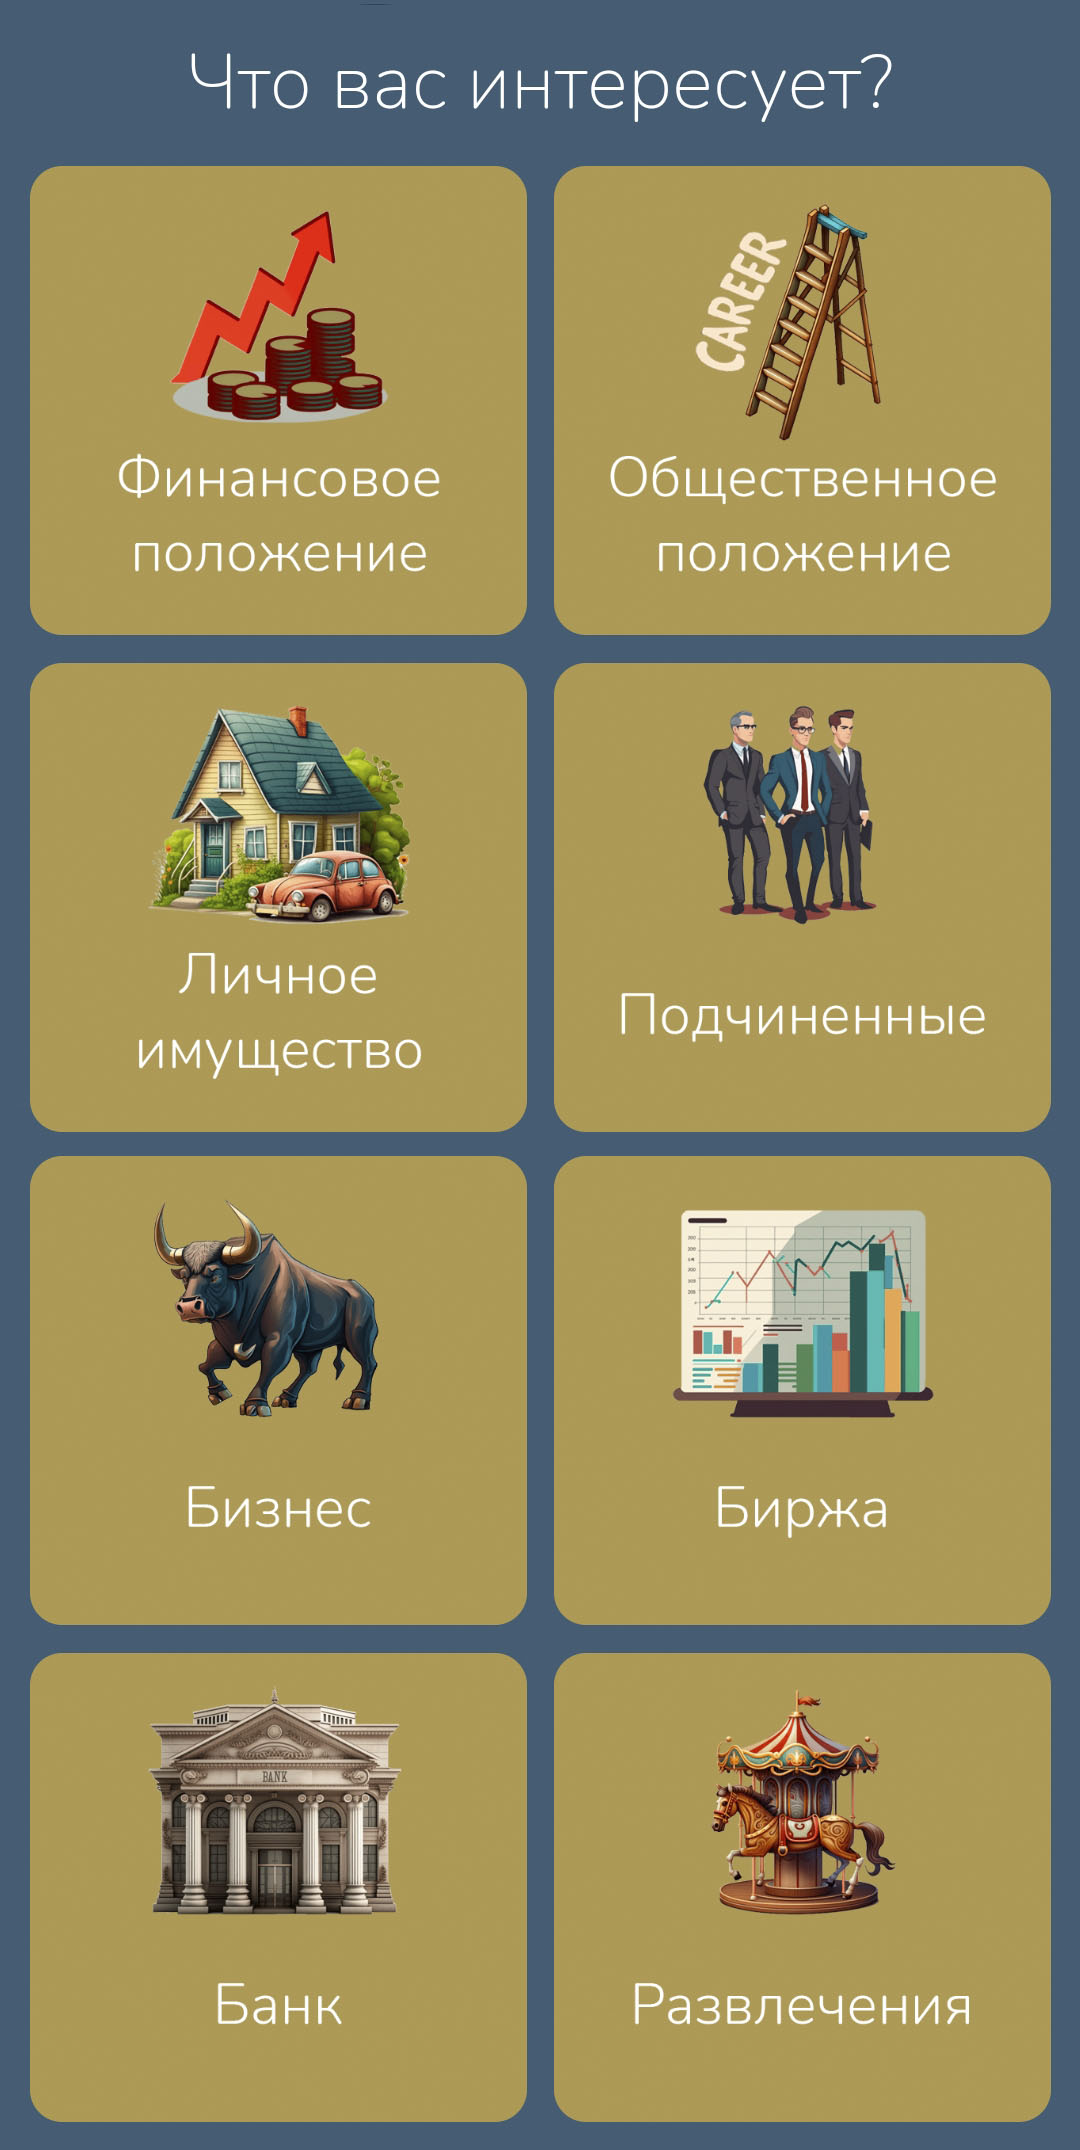 Что вас интересует?
CAREER
Финансовое
положение
Общественное
положение
Личное
имущество
Подчиненные
Бизнес
Биржа
BANK
Банк
Развлечения